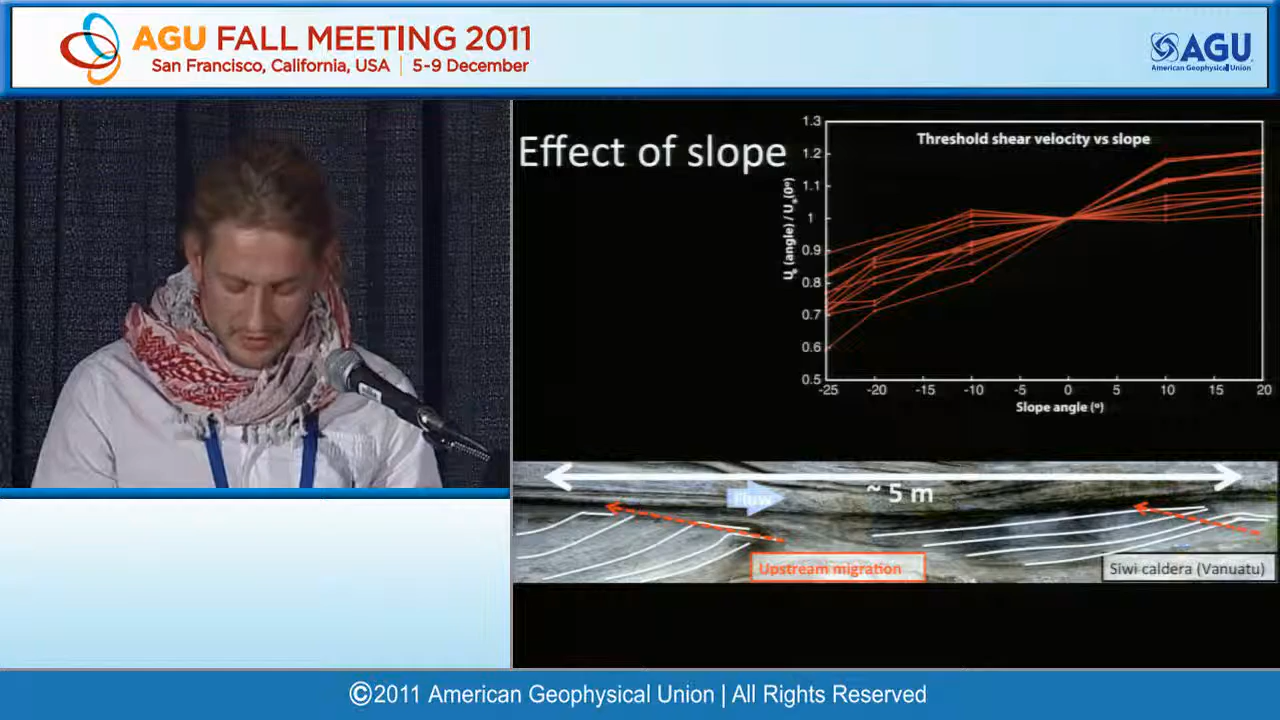 AGU FALL MEETING 2011
San Francisco, California, USA | 5-9 December
AGU
American Geophysical Union
Effect of slope
Threshold shear velocity vs slope
1.3
1.2
1.1
1
0.9
0.8
0.7
0.6
0.5
-25 -20 -15 -10 -5 0 5 10 15 20
Slope angle (º)
~ 5 m
Flow
Upstream migration
Siwi caldera (Vanuatu)
©2011 American Geophysical Union | All Rights Reserved